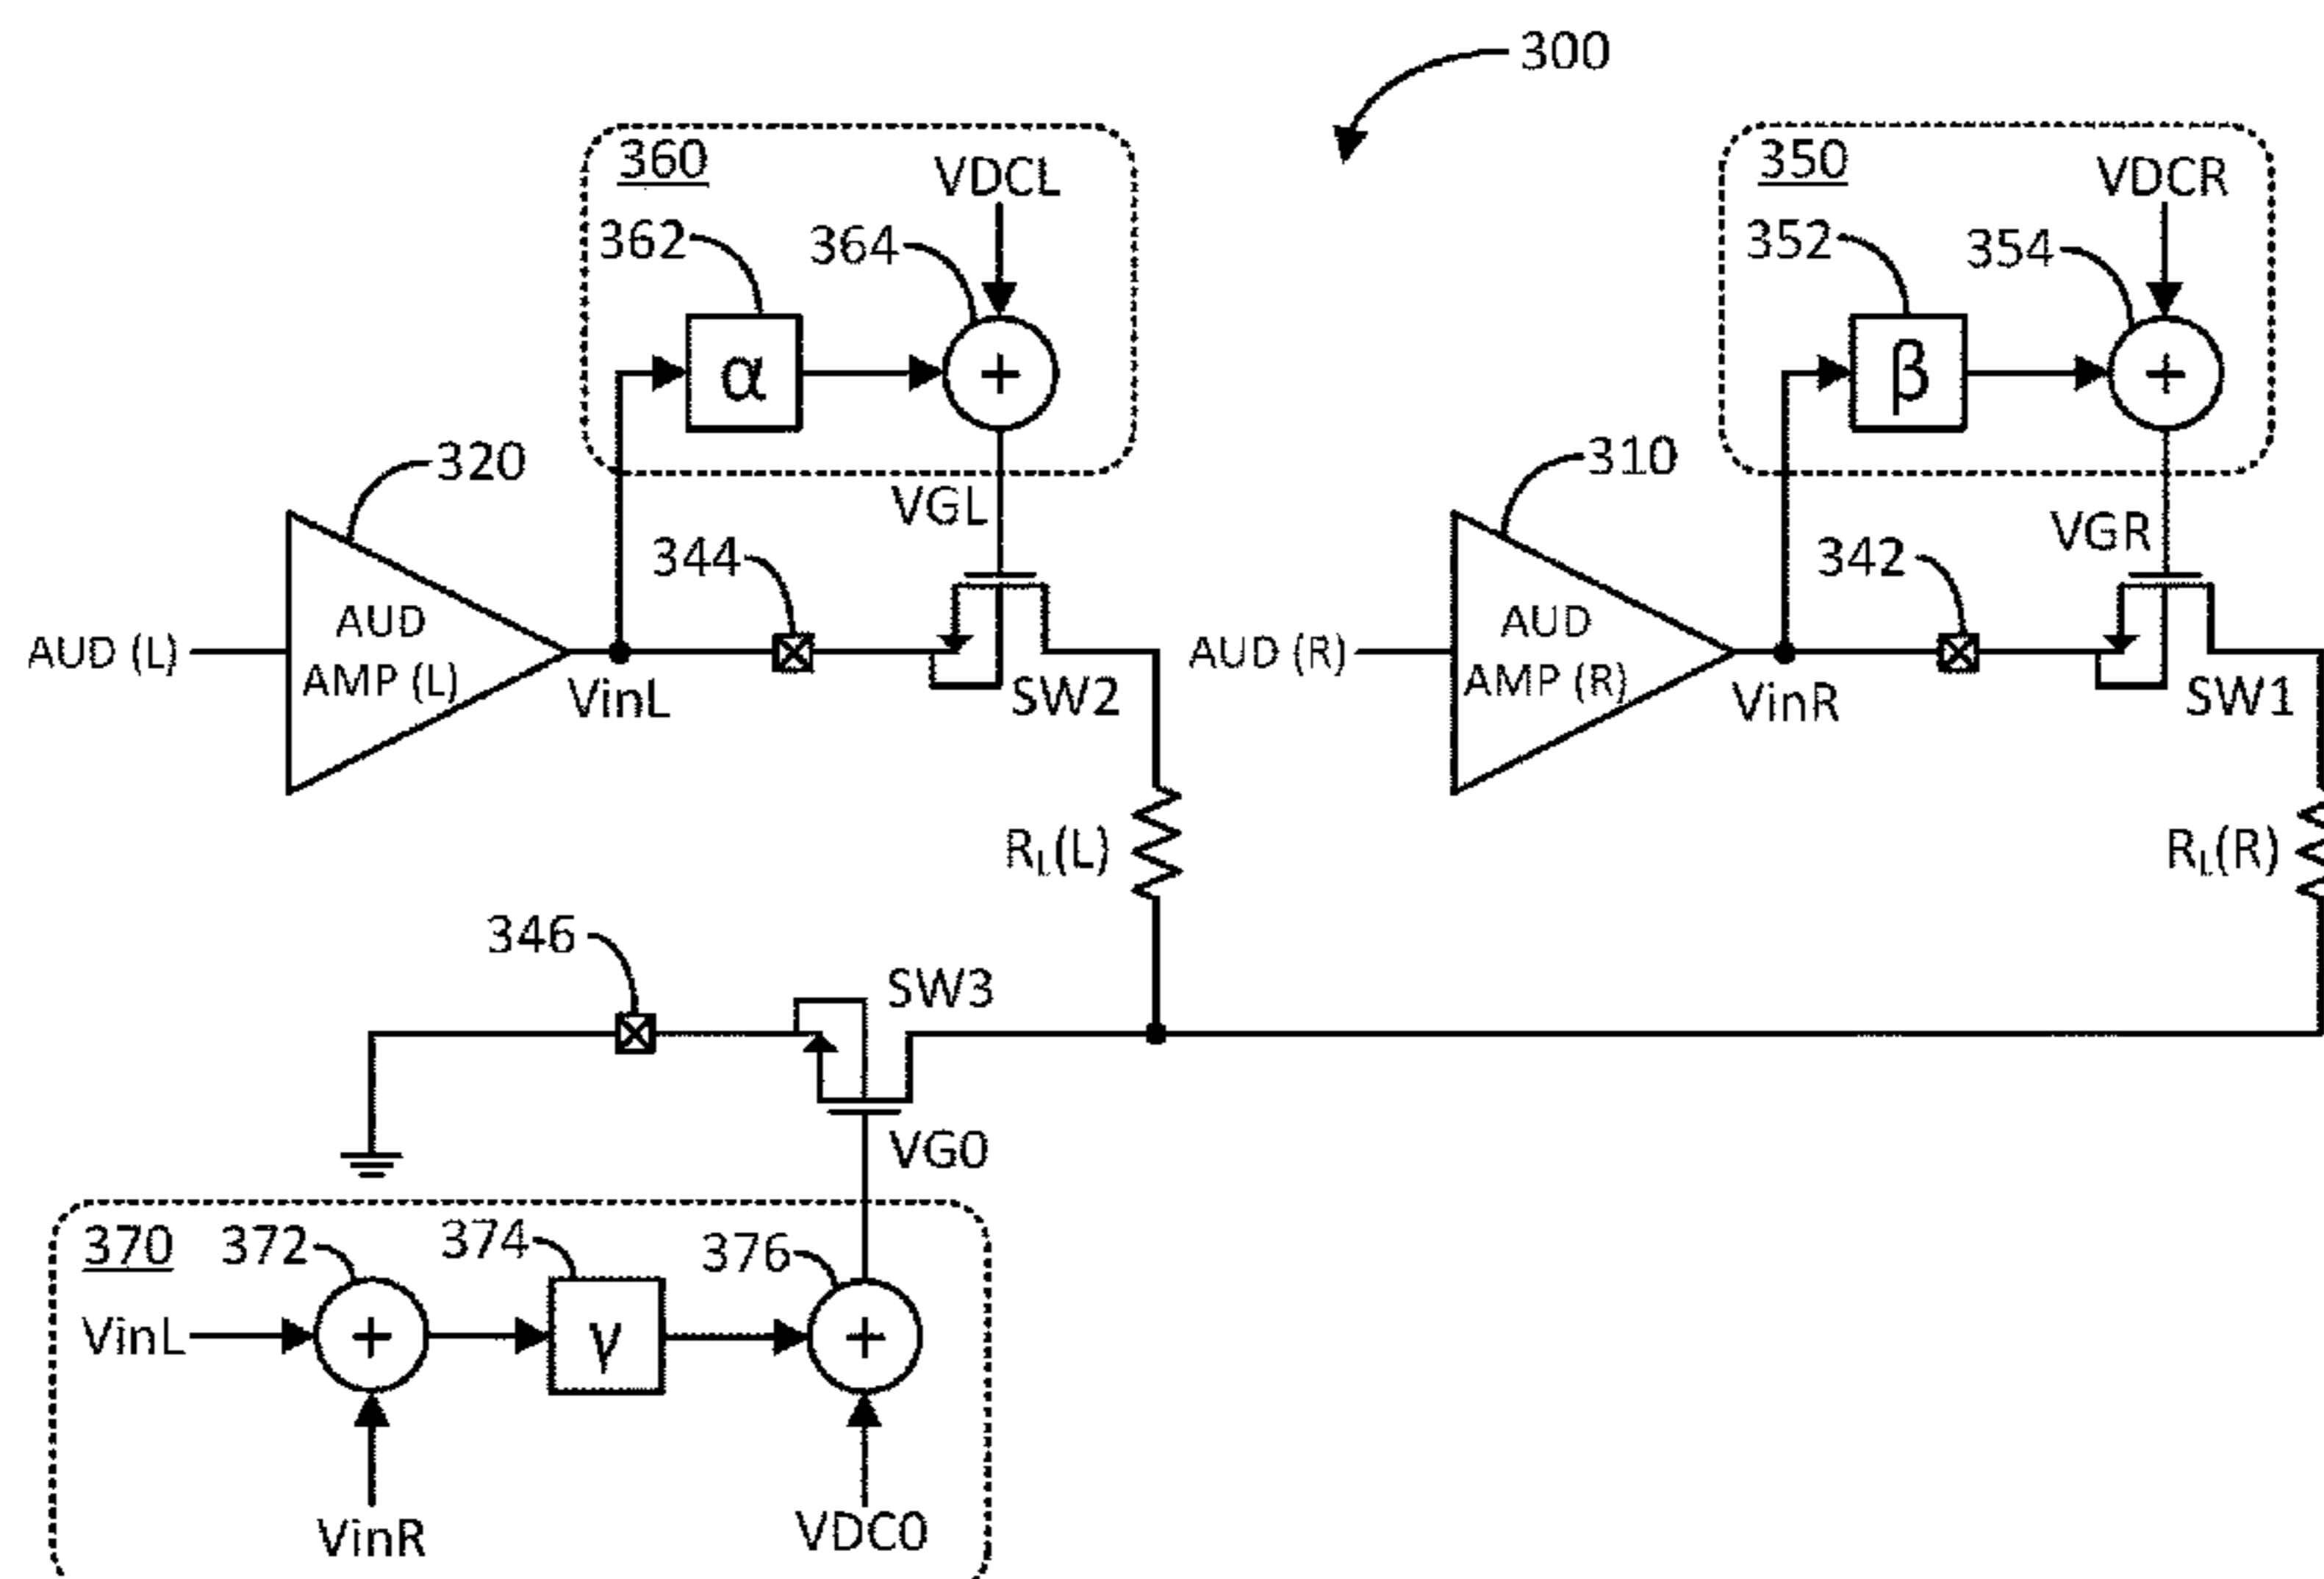 300
360
VDCL
362
364
α
+
350
VDCR
352
354
β
+
320
VGL
344
AUD (L)
AUD
AMP (L)
VinL
SW2
310
VGR
342
AUD (R)
AUD
AMP (R)
VinR
SW1
RL(L)
RL(R)
346
SW3
VG0
370
372
374
376
VinL
+
γ
+
VinR
VDC0